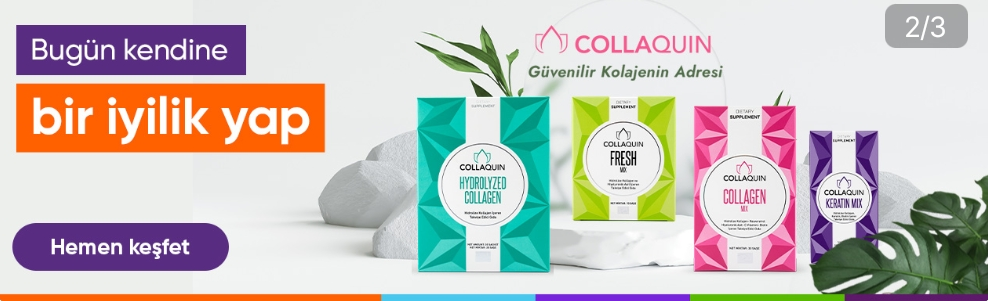 Bugün kendine
bir iyilik yap
Hemen keşfet
2/3
COLLAQUIN
Güvenilir Kolajenin Adresi
SUPPLEMENT
COLLAQUIN
HYDROLYZED
COLLAGEN
DIETARY
SUPPLEMENT
COLLAQUIN
FRESH
MIX
DIETARY
SUPPLEMENT
COLLAQUIN
COLLAGEN
MIX
COLLAQUIN
KERATIN MIX